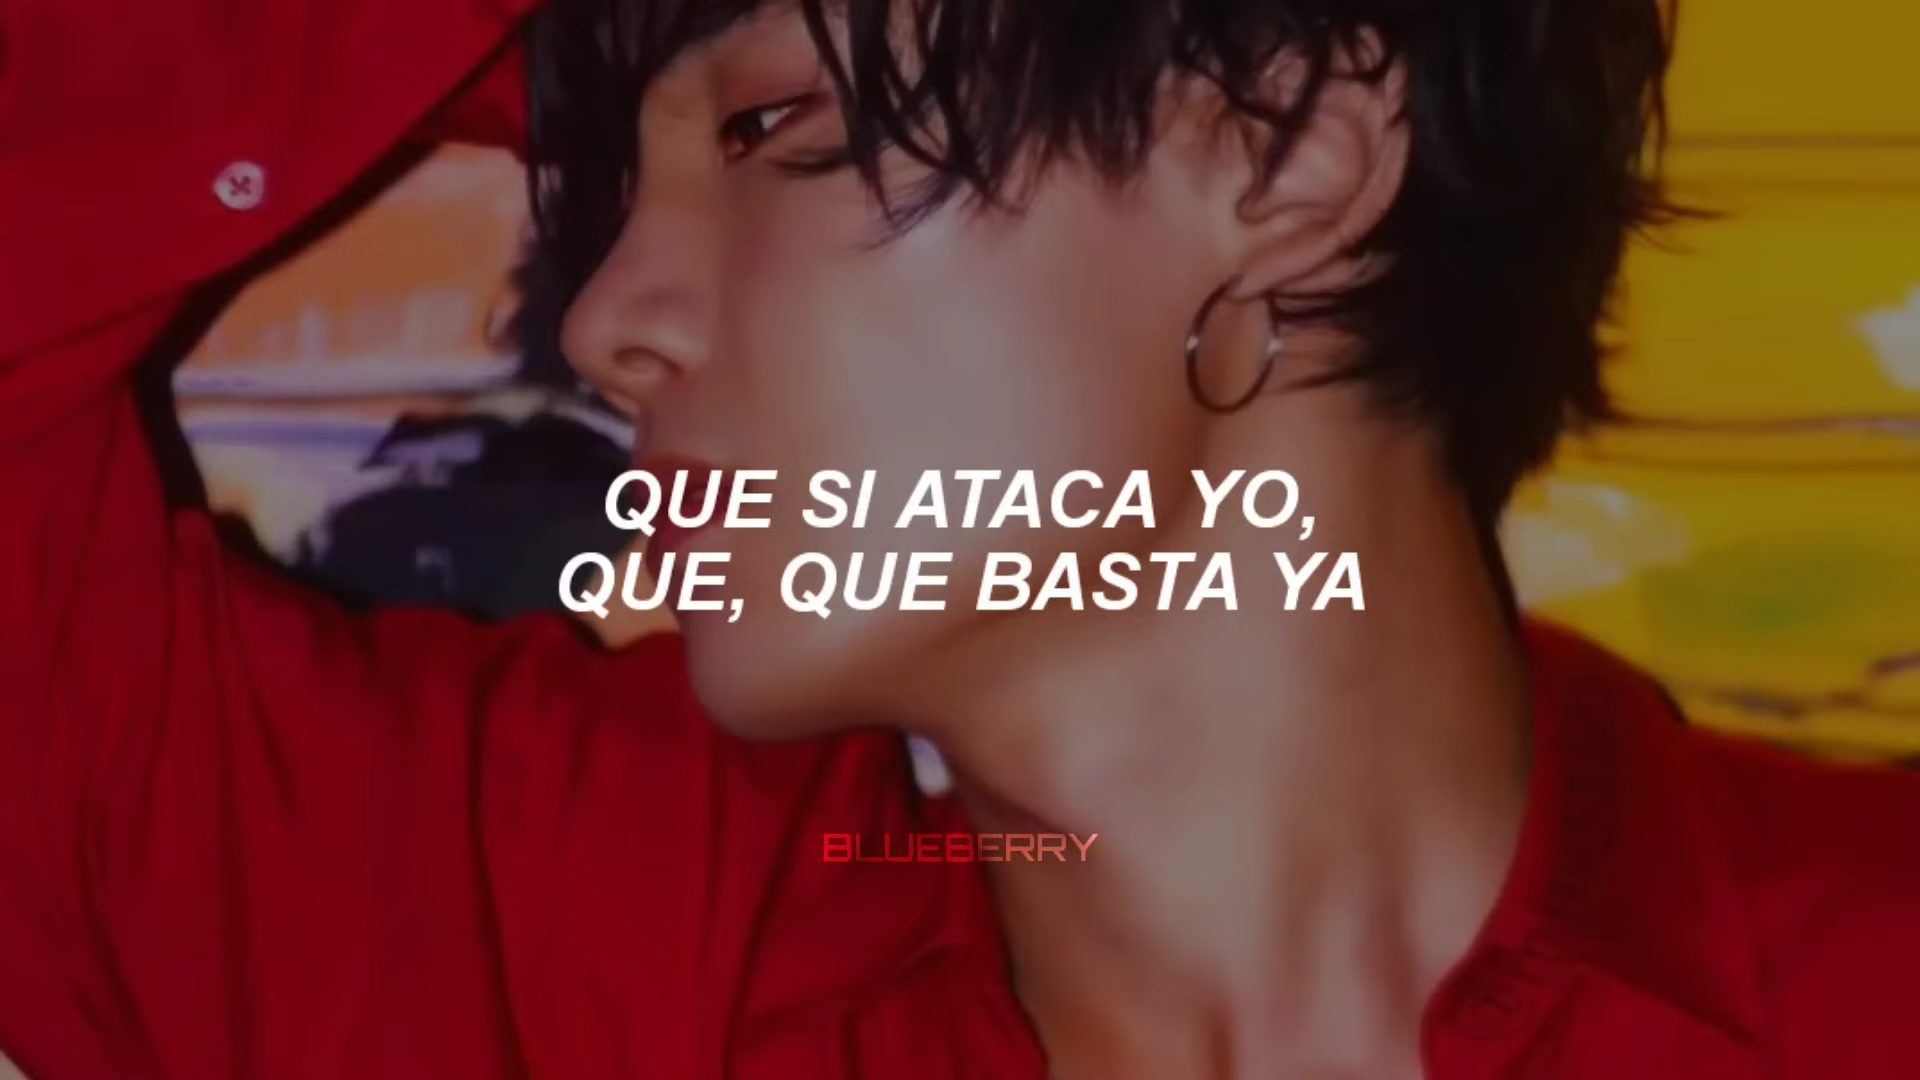 QUE SI ATACA YO,
QUE, QUE BASTA YA
BLUEBERRY